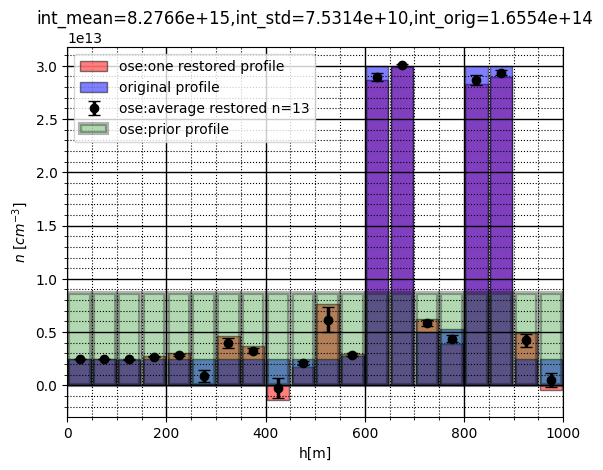 int_mean=8.2766e+15,int_std=7.5314e+10,int_orig=1.6554e+14
1e13
ose:one restored profile
original profile
ose:average restored n=13
ose:prior profile
3.0
2.5
2.0
1.5
1.0
0.5
0.0
n [cm⁻³]
0 200 400 600 800 1000
h[m]